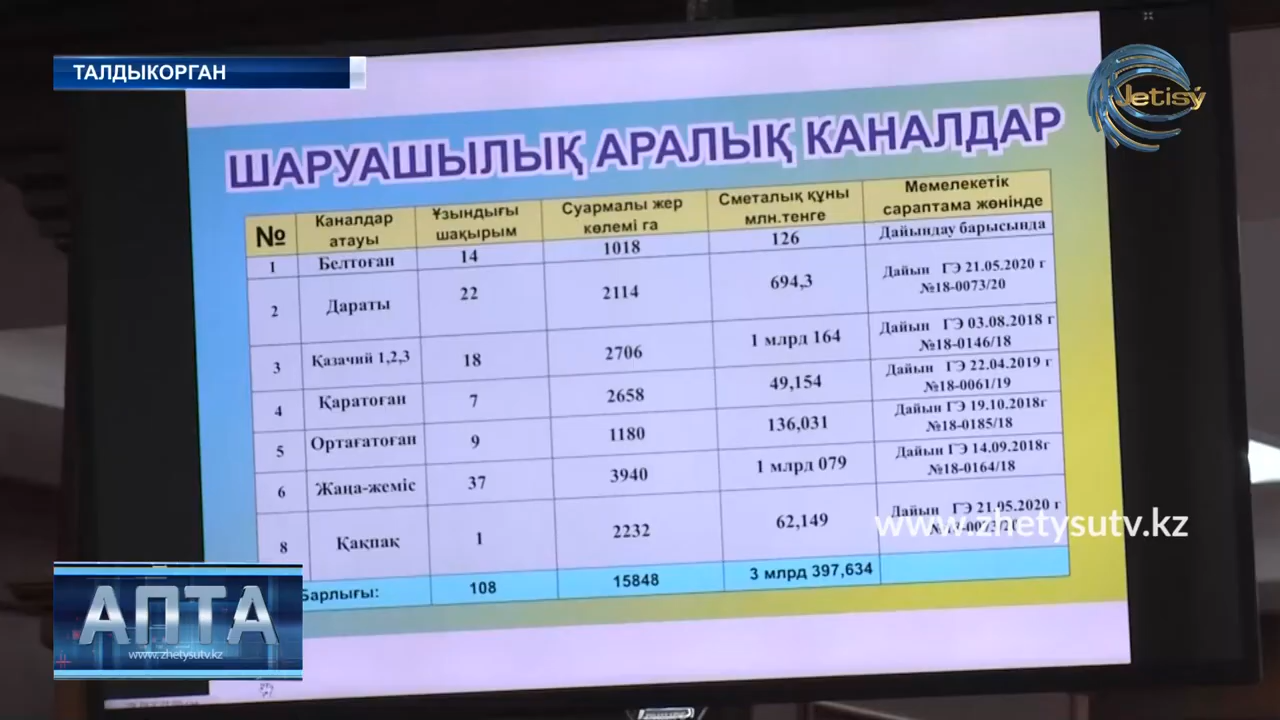 ТАЛДЫКОРГАН
Jetisý
ШАРУАШЫЛЫҚ АРАЛЫҚ КАНАЛДАР
№ Каналдар атауы Ұзындығы шақырым Суармалы жер көлемі га Сметалық құны млн.тенге Мемелекетік сараптама жөнінде
1 Белтоған 14 1018 126 Дайындау барысында
2 Дараты 22 2114 694,3 Дайын ГЭ 21.05.2020 г №18-0073/20
3 Қазачий 1,2,3 18 2706 1 млрд 164 Дайын ГЭ 03.08.2018 г №18-0146/18
4 Қаратоған 7 2658 49,154 Дайын ГЭ 22.04.2019 г №18-0061/19
5 Ортағатоған 9 1180 136,031 Дайын ГЭ 19.10.2018г №18-0185/18
6 Жаңа-жеміс 37 3940 1 млрд 079 Дайын ГЭ 14.09.2018г №18-0164/18
8 Қақпақ 1 2232 62,149 Дайын ГЭ 21.05.2020 г
www.zhetysutv.kz
Барлығы: 108 15848 3 млрд 397,634
АПТА
www.zhetysutv.kz